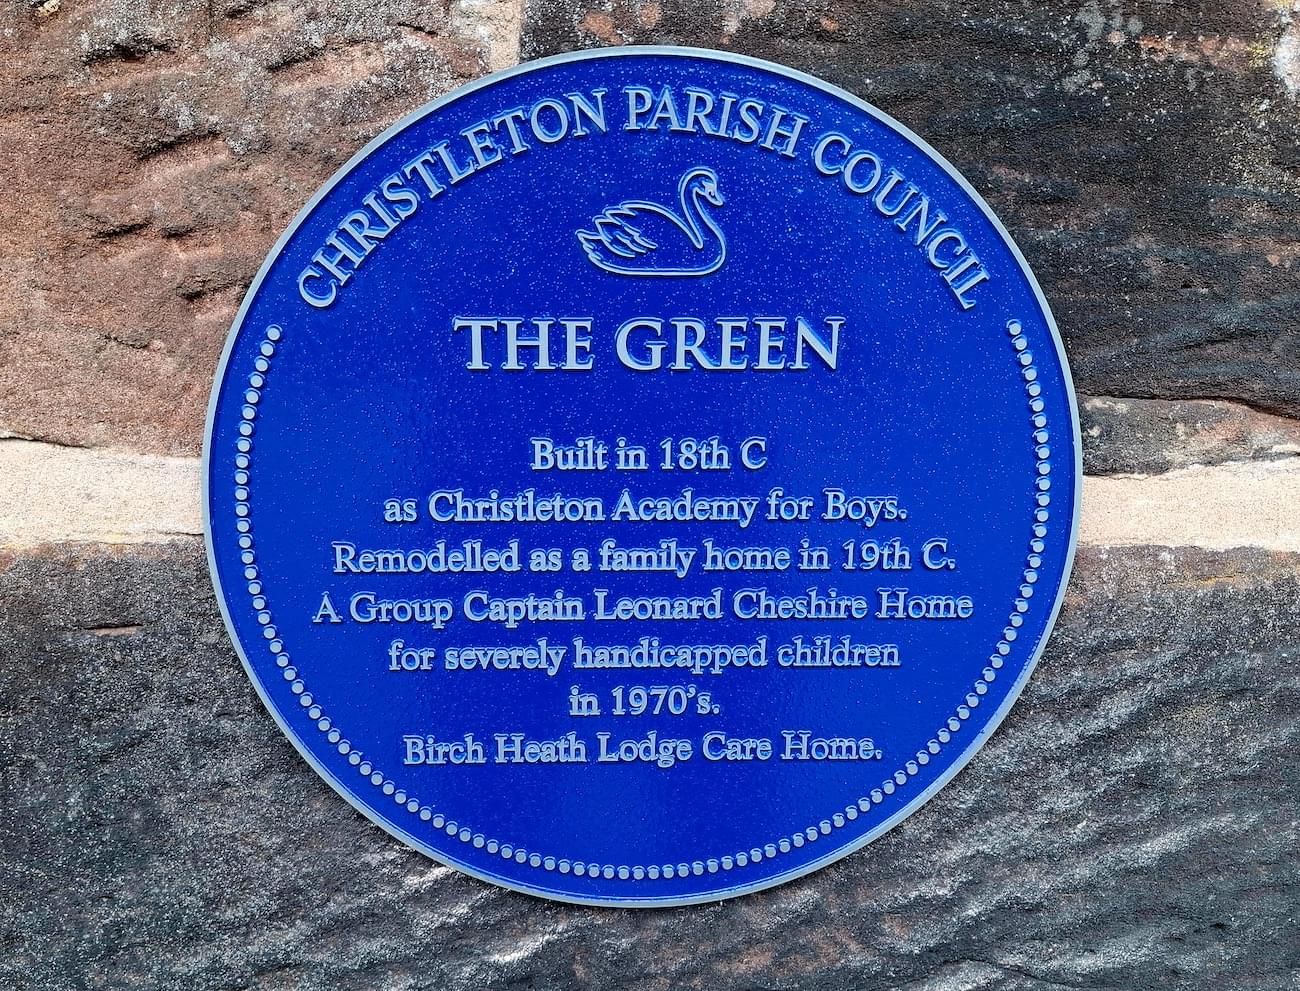 CHRISTLETON PARISH COUNCIL
THE GREEN
Built in 18th C
as Christleton Academy for Boys.
Remodelled as a family home in 19th C.
A Group Captain Leonard Cheshire Home
for severely handicapped children
in 1970's.
Birch Heath Lodge Care Home.